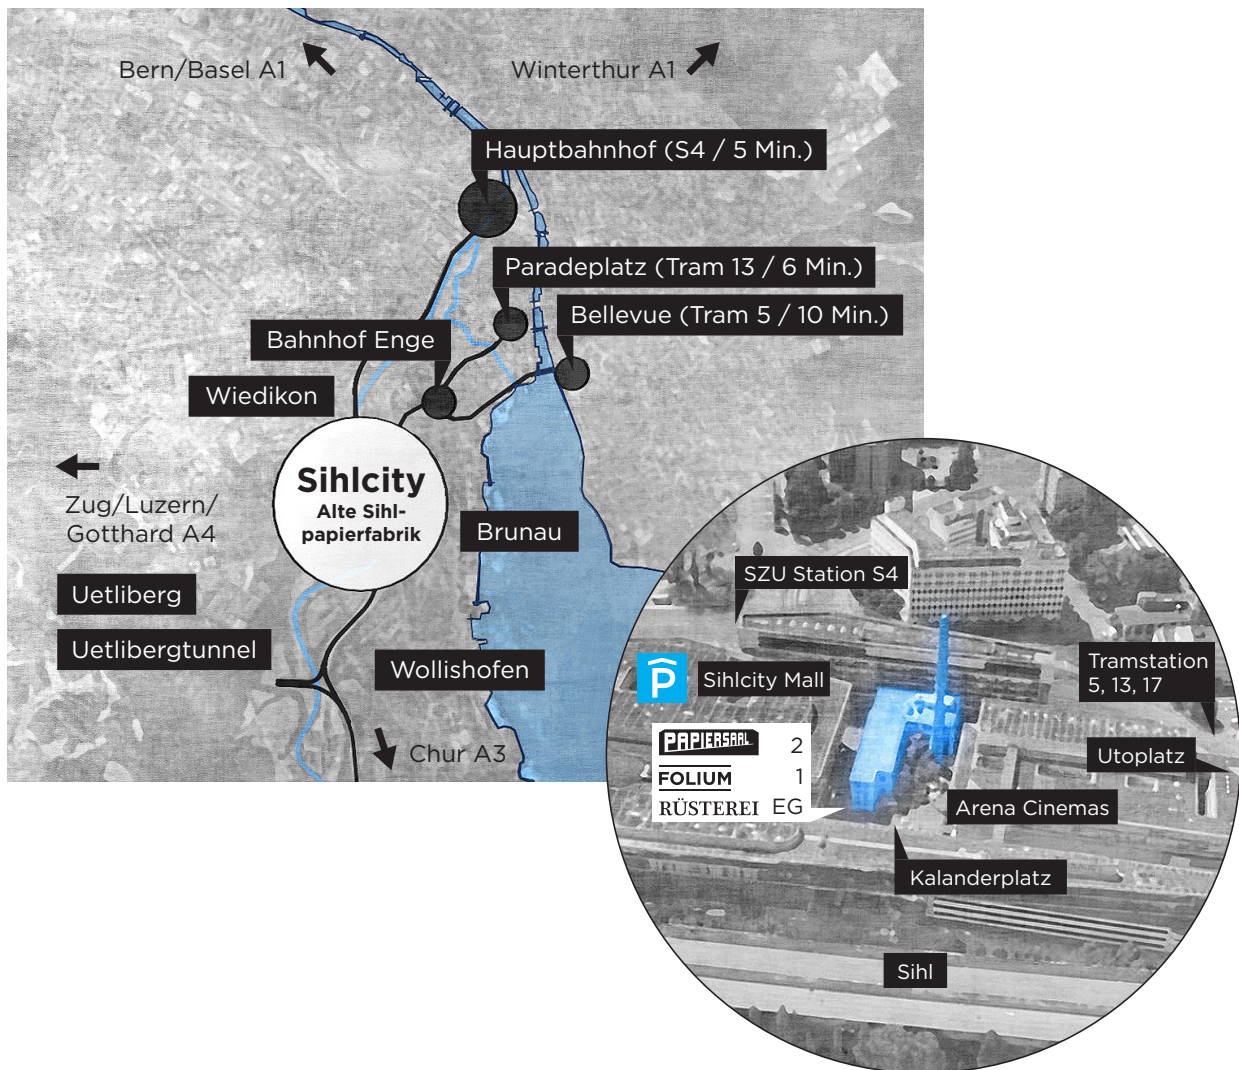 Bern/Basel A1
Winterthur A1
Hauptbahnhof (S4 / 5 Min.)
Paradeplatz (Tram 13 / 6 Min.)
Bellevue (Tram 5 / 10 Min.)
Bahnhof Enge
Wiedikon
Sihlcity
Alte Sihl-
papierfabrik
Zug/Luzern/
Gotthard A4
Brunau
Uetliberg
Uetlibergtunnel
Wollishofen
Chur A3
SZU Station S4
P
Sihlcity Mall
Tramstation
5, 13, 17
PAPIERSAAL 2
FOLIUM 1
RÜSTEREI EG
Utoplatz
Arena Cinemas
Kalanderplatz
Sihl